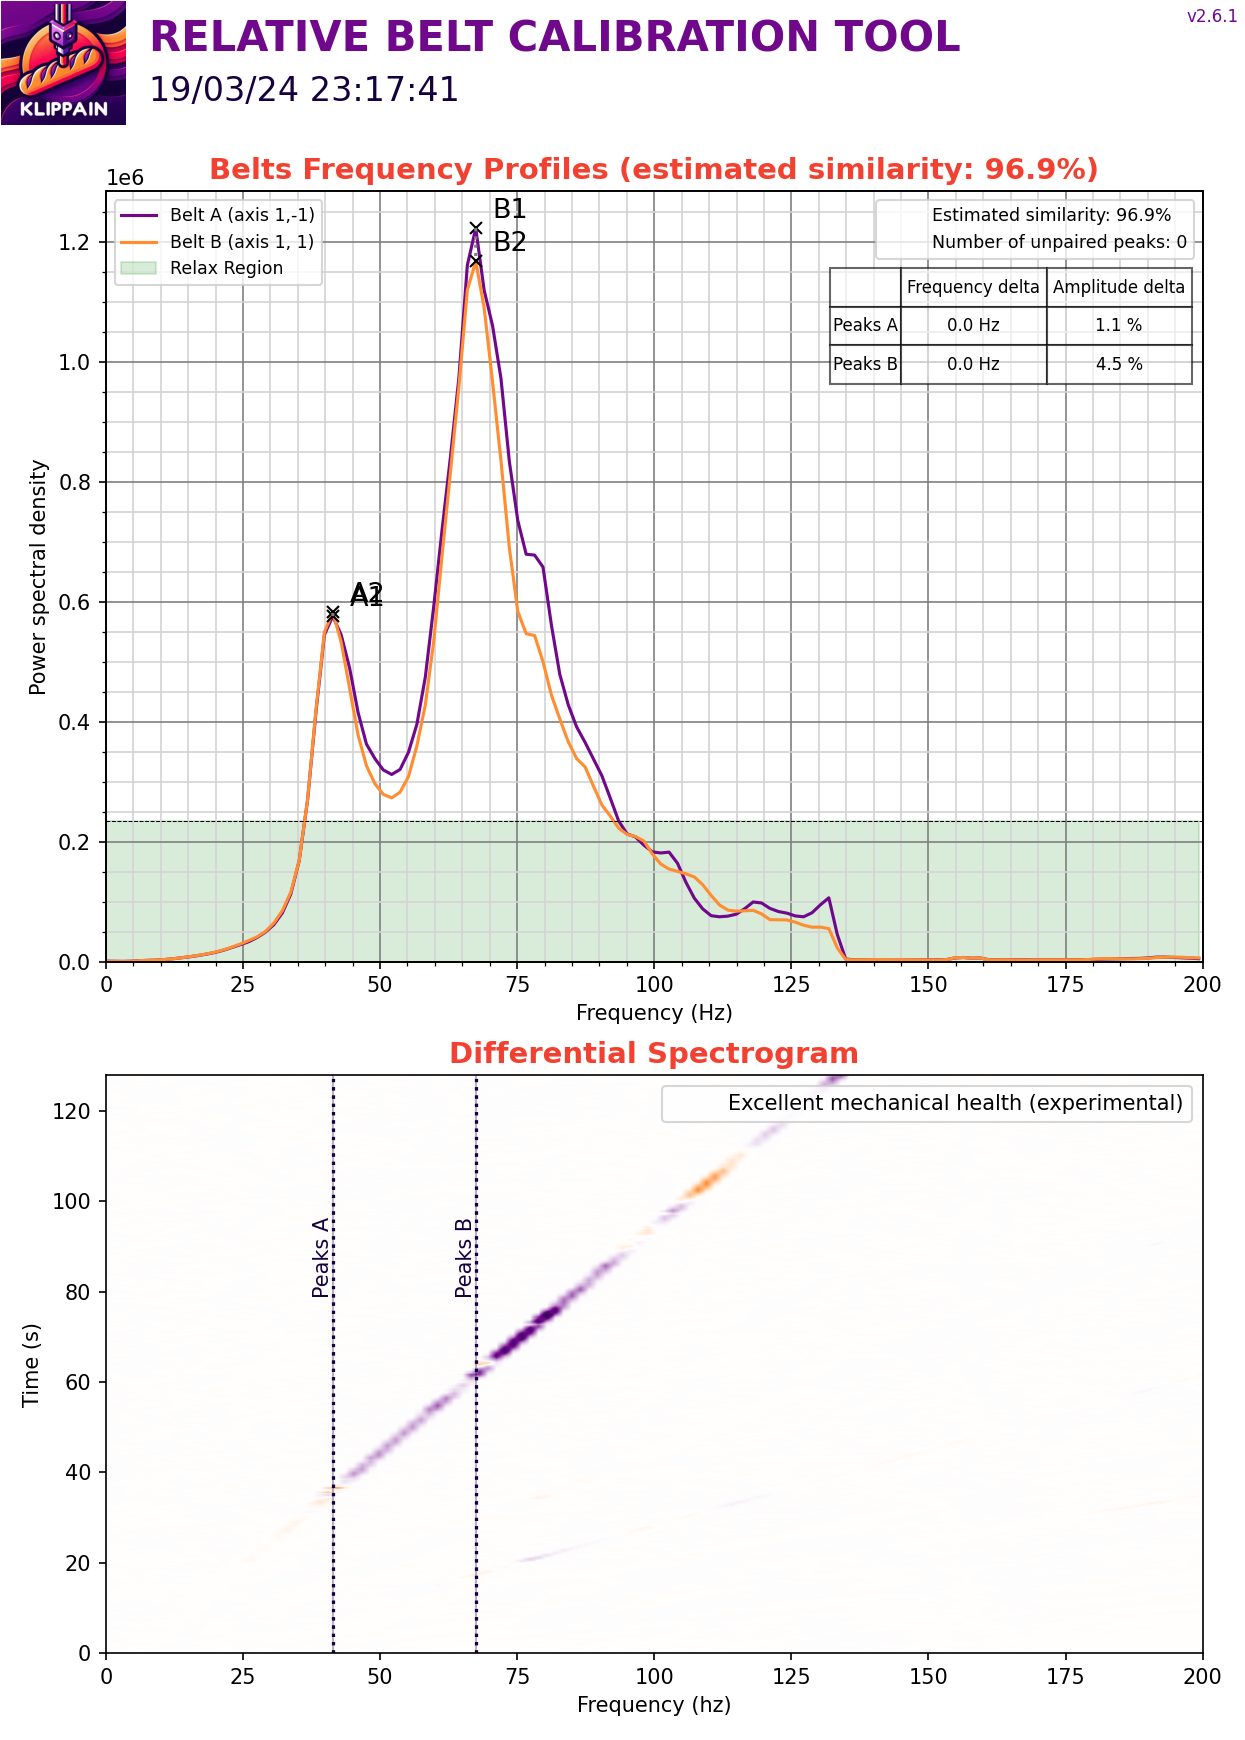 RELATIVE BELT CALIBRATION TOOL
v2.6.1
19/03/24 23:17:41
KLIPPAIN
Belts Frequency Profiles (estimated similarity: 96.9%)
1e6
Belt A (axis 1,-1)
Belt B (axis 1, 1)
Relax Region
B1
B2
Estimated similarity: 96.9%
Number of unpaired peaks: 0
Frequency delta Amplitude delta
Peaks A 0.0 Hz 1.1 %
Peaks B 0.0 Hz 4.5 %
A2
A1
Power spectral density
1.2
1.0
0.8
0.6
0.4
0.2
0.0
0 25 50 75 100 125 150 175 200
Frequency (Hz)
Differential Spectrogram
Excellent mechanical health (experimental)
Peaks A
Peaks B
Time (s)
120
100
80
60
40
20
0
0 25 50 75 100 125 150 175 200
Frequency (hz)